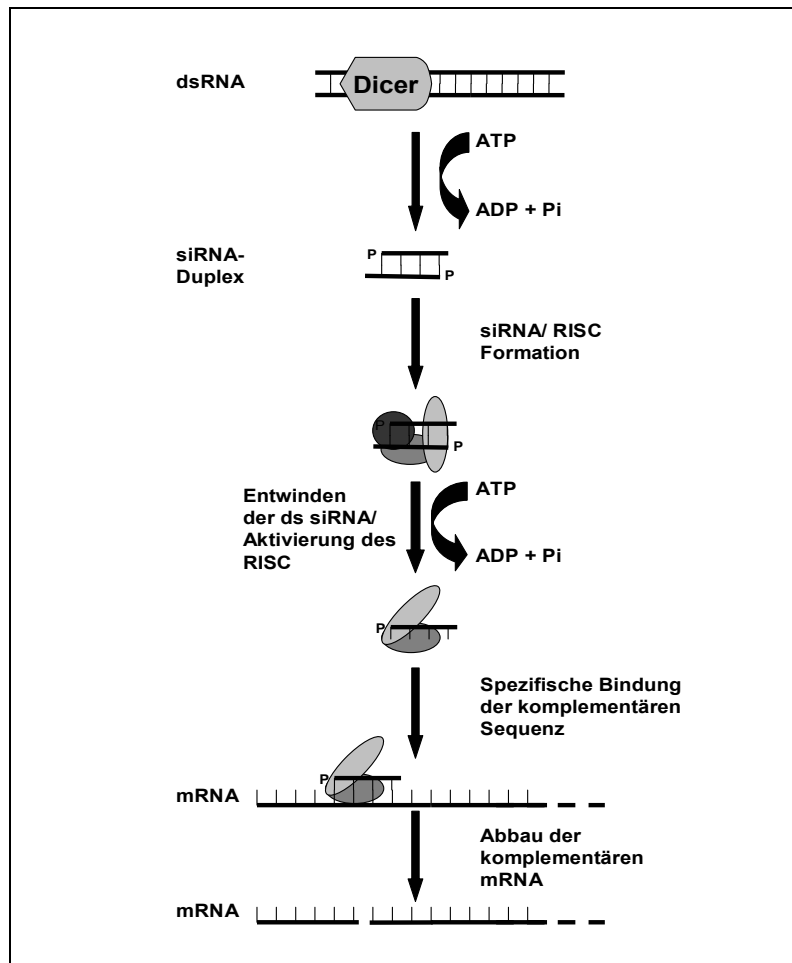 dsRNA
Dicer
ATP
ADP + Pi
siRNA-
Duplex
P
P
siRNA/ RISC
Formation
P
P
Entwinden
der ds siRNA/
Aktivierung des
RISC
ATP
ADP + Pi
P
Spezifische Bindung
der komplementären
Sequenz
P
mRNA
Abbau der
komplementären
mRNA
mRNA